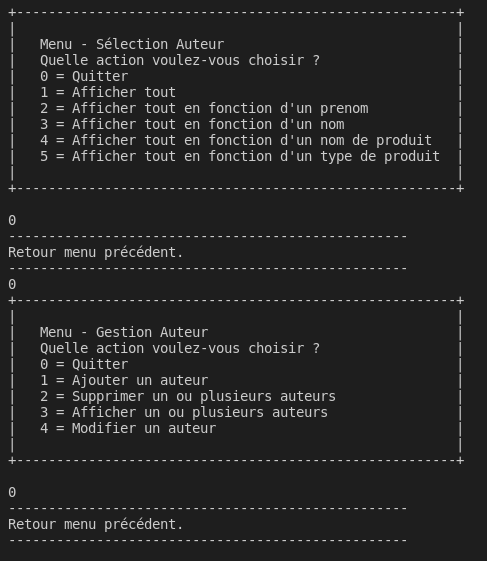 +-------------------------------------------------------+
|                                                       |
|   Menu - Sélection Auteur                             |
|   Quelle action voulez-vous choisir ?                 |
|   0 = Quitter                                         |
|   1 = Afficher tout                                   |
|   2 = Afficher tout en fonction d'un prenom           |
|   3 = Afficher tout en fonction d'un nom              |
|   4 = Afficher tout en fonction d'un nom de produit   |
|   5 = Afficher tout en fonction d'un type de produit  |
|                                                       |
+-------------------------------------------------------+

0
--------------------------------------------------
Retour menu précédent.
--------------------------------------------------
0
+-------------------------------------------------------+
|                                                       |
|   Menu - Gestion Auteur                               |
|   Quelle action voulez-vous choisir ?                 |
|   0 = Quitter                                         |
|   1 = Ajouter un auteur                               |
|   2 = Supprimer un ou plusieurs auteurs               |
|   3 = Afficher un ou plusieurs auteurs                |
|   4 = Modifier un auteur                              |
|                                                       |
+-------------------------------------------------------+

0
--------------------------------------------------
Retour menu précédent.
--------------------------------------------------